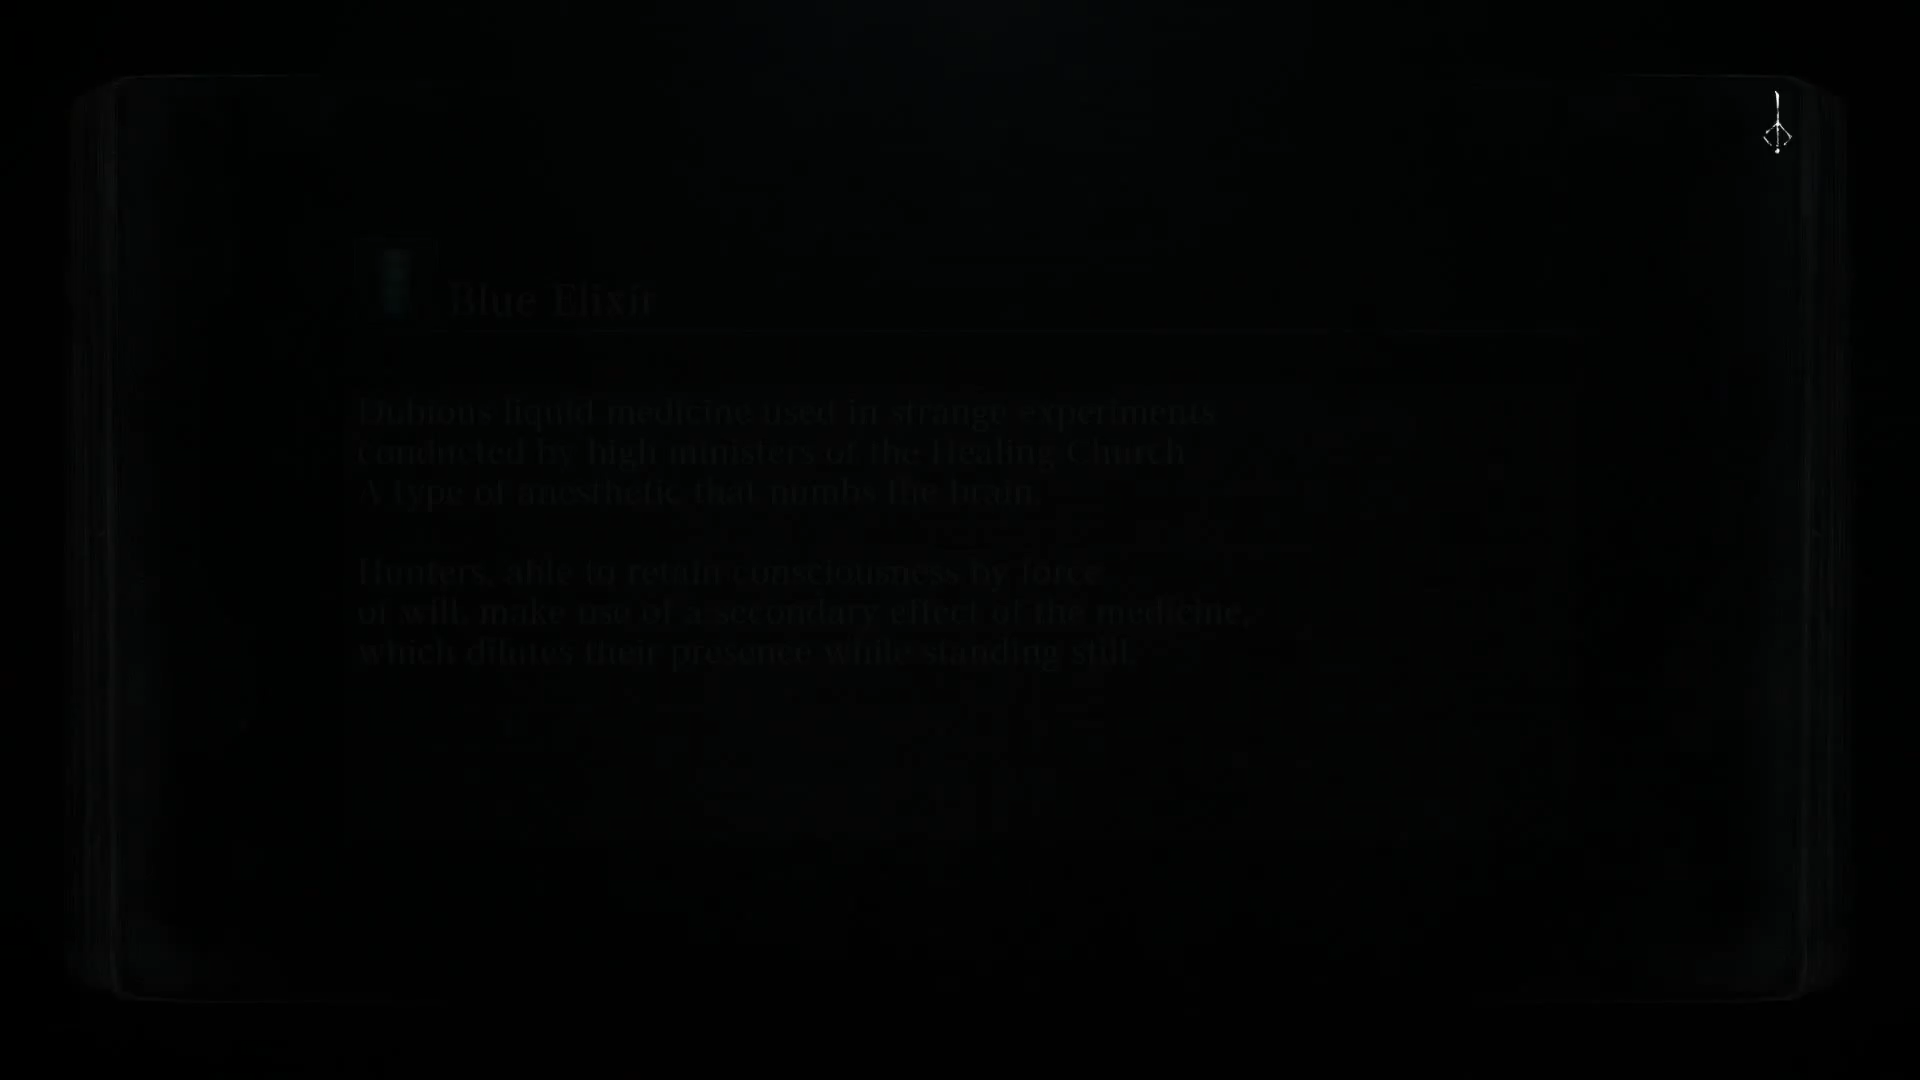 Blue Elixir
Dubious liquid medicine used in strange experiments
conducted by high ministers of the Healing Church
A type of anesthetic that numbs the brain.
Hunters, able to retain consciousness by force
of will, make use of a secondary effect of the medicine,
which dilutes their presence while standing still.